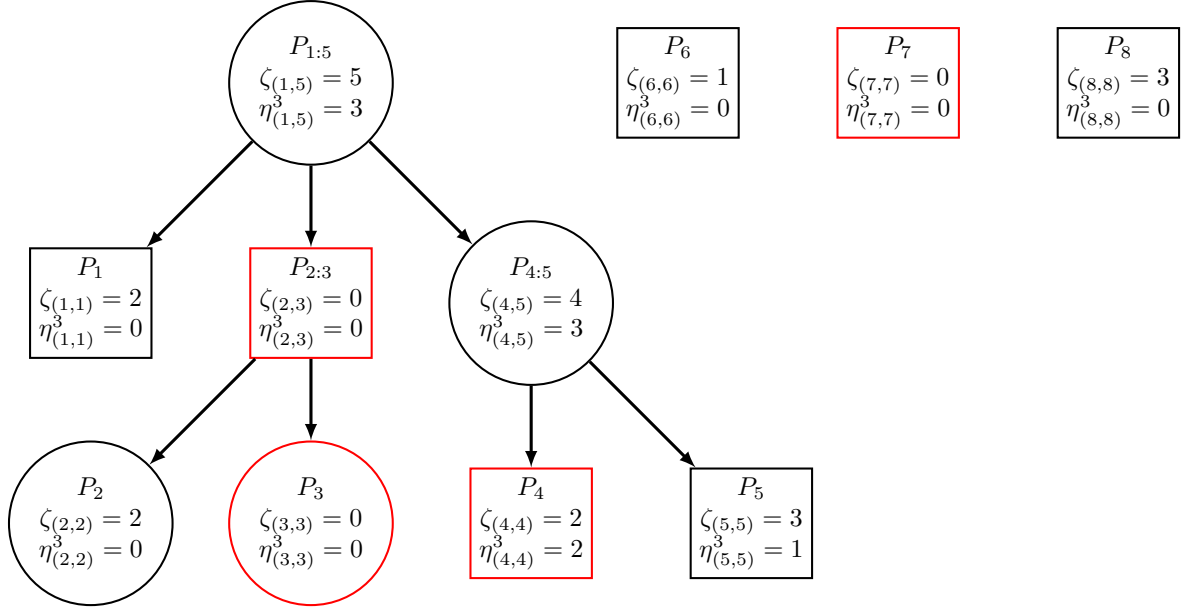 P_{1:5}
ζ_{(1,5)} = 5
η^3_{(1,5)} = 3
P_6
ζ_{(6,6)} = 1
η^3_{(6,6)} = 0
P_7
ζ_{(7,7)} = 0
η^3_{(7,7)} = 0
P_8
ζ_{(8,8)} = 3
η^3_{(8,8)} = 0
P_1
ζ_{(1,1)} = 2
η^3_{(1,1)} = 0
P_{2:3}
ζ_{(2,3)} = 0
η^3_{(2,3)} = 0
P_{4:5}
ζ_{(4,5)} = 4
η^3_{(4,5)} = 3
P_2
ζ_{(2,2)} = 2
η^3_{(2,2)} = 0
P_3
ζ_{(3,3)} = 0
η^3_{(3,3)} = 0
P_4
ζ_{(4,4)} = 2
η^3_{(4,4)} = 2
P_5
ζ_{(5,5)} = 3
η^3_{(5,5)} = 1